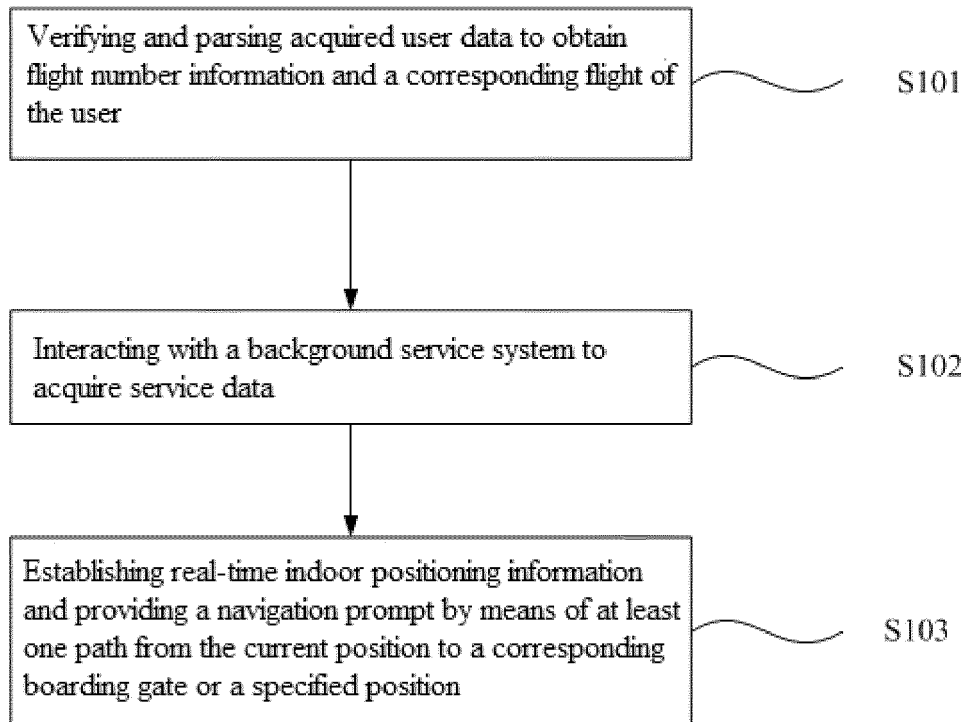 Verifying and parsing acquired user data to obtain
flight number information and a corresponding flight of
the user
S101
Interacting with a background service system to
acquire service data
S102
Establishing real-time indoor positioning information
and providing a navigation prompt by means of at least
one path from the current position to a corresponding
boarding gate or a specified position
S103